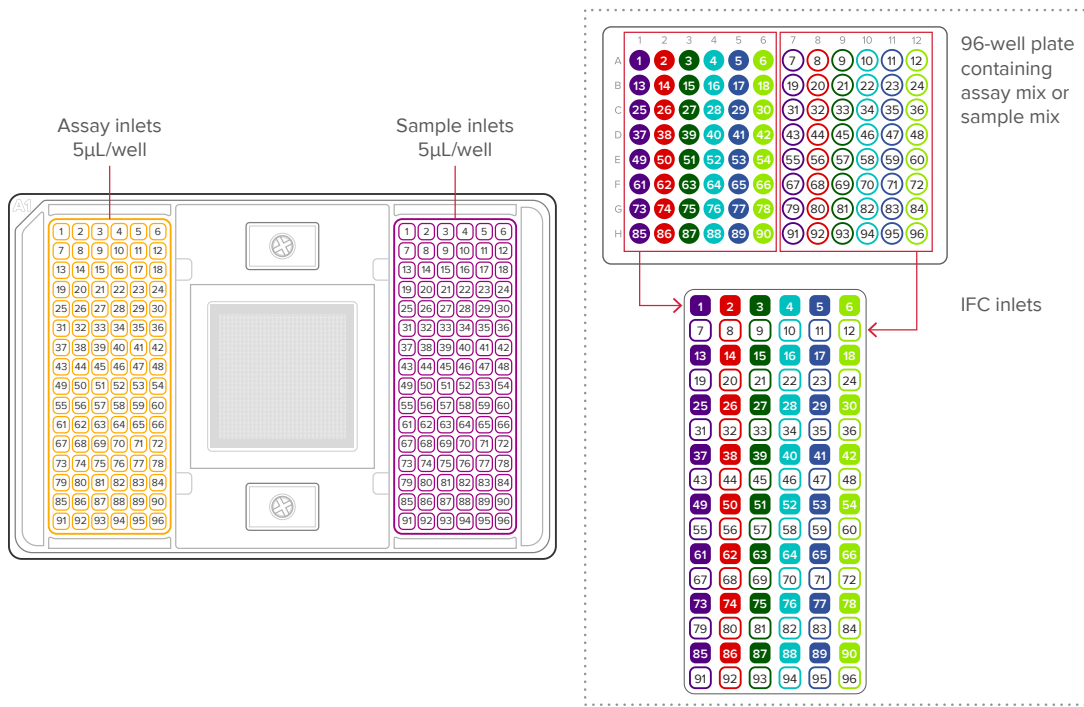 Assay inlets
5µL/well
Sample inlets
5µL/well
A1
1 2 3 4 5 6
7 8 9 10 11 12
13 14 15 16 17 18
19 20 21 22 23 24
25 26 27 28 29 30
31 32 33 34 35 36
37 38 39 40 41 42
43 44 45 46 47 48
49 50 51 52 53 54
55 56 57 58 59 60
61 62 63 64 65 66
67 68 69 70 71 72
73 74 75 76 77 78
79 80 81 82 83 84
85 86 87 88 89 90
91 92 93 94 95 96
1 2 3 4 5 6
7 8 9 10 11 12
13 14 15 16 17 18
19 20 21 22 23 24
25 26 27 28 29 30
31 32 33 34 35 36
37 38 39 40 41 42
43 44 45 46 47 48
49 50 51 52 53 54
55 56 57 58 59 60
61 62 63 64 65 66
67 68 69 70 71 72
73 74 75 76 77 78
79 80 81 82 83 84
85 86 87 88 89 90
91 92 93 94 95 96
1 2 3 4 5 6 7 8 9 10 11 12
A 1 2 3 4 5 6 7 8 9 10 11 12
B 13 14 15 16 17 18 19 20 21 22 23 24
C 25 26 27 28 29 30 31 32 33 34 35 36
D 37 38 39 40 41 42 43 44 45 46 47 48
E 49 50 51 52 53 54 55 56 57 58 59 60
F 61 62 63 64 65 66 67 68 69 70 71 72
G 73 74 75 76 77 78 79 80 81 82 83 84
H 85 86 87 88 89 90 91 92 93 94 95 96
96-well plate
containing
assay mix or
sample mix
IFC inlets
1 2 3 4 5 6
7 8 9 10 11 12
13 14 15 16 17 18
19 20 21 22 23 24
25 26 27 28 29 30
31 32 33 34 35 36
37 38 39 40 41 42
43 44 45 46 47 48
49 50 51 52 53 54
55 56 57 58 59 60
61 62 63 64 65 66
67 68 69 70 71 72
73 74 75 76 77 78
79 80 81 82 83 84
85 86 87 88 89 90
91 92 93 94 95 96